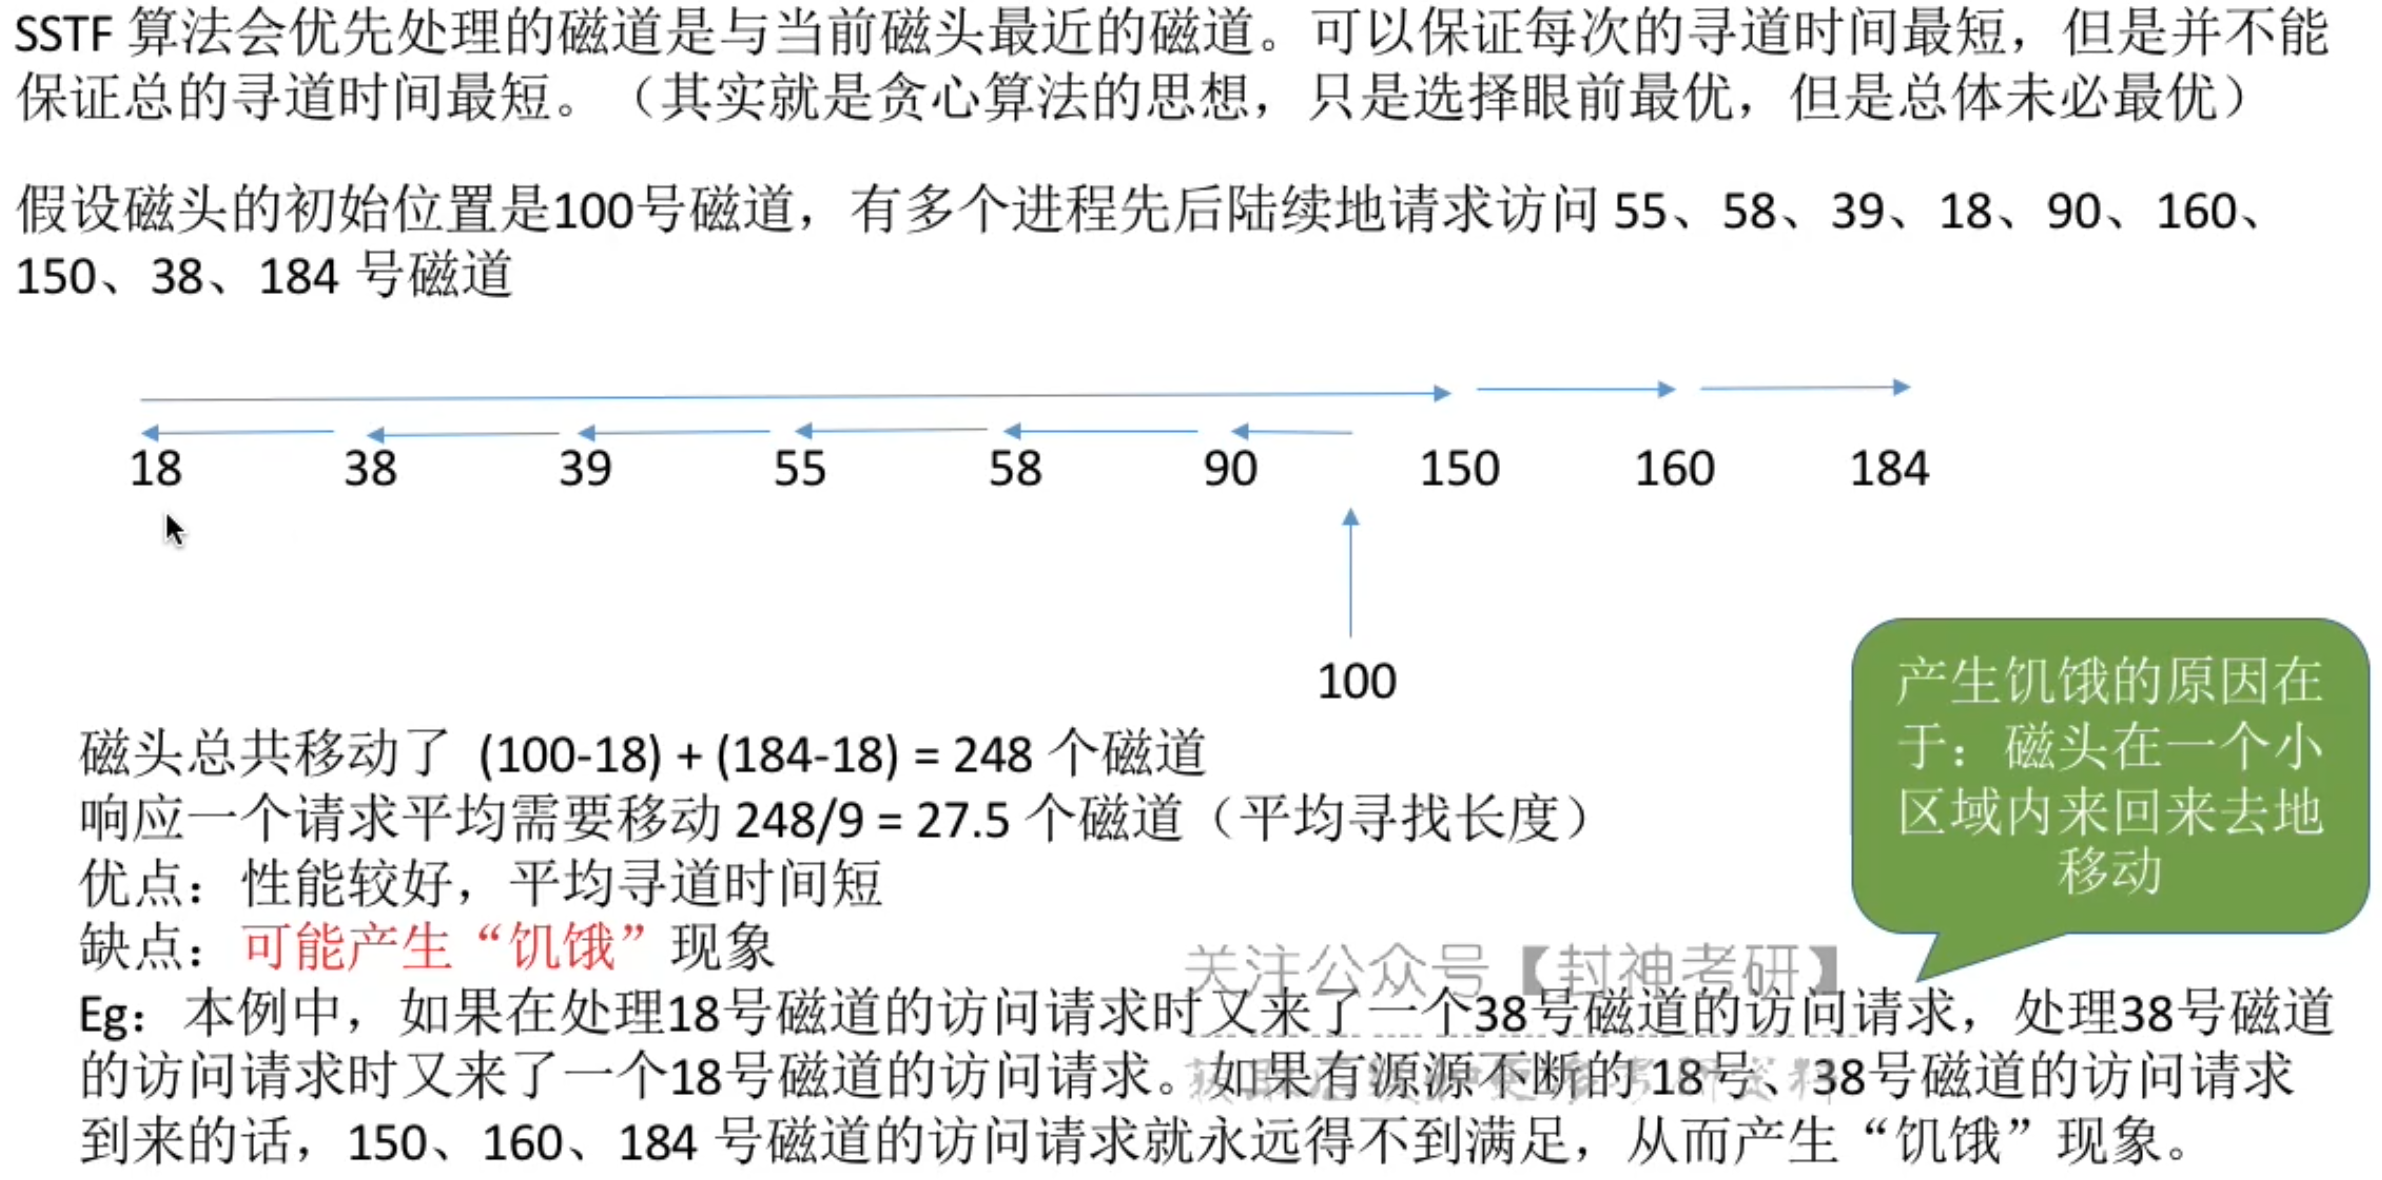 SSTF 算法会优先处理的磁道是与当前磁头最近的磁道。可以保证每次的寻道时间最短，但是并不能
保证总的寻道时间最短。（其实就是贪心算法的思想，只是选择眼前最优，但是总体未必最优）
假设磁头的初始位置是100号磁道，有多个进程先后陆续地请求访问 55、58、39、18、90、160、
150、38、184 号磁道
18 38 39 55 58 90 150 160 184
100
产生饥饿的原因在
于：磁头在一个小
区域内来回来去地
移动
磁头总共移动了 (100-18) + (184-18) = 248 个磁道
响应一个请求平均需要移动 248/9 = 27.5 个磁道（平均寻找长度）
优点：性能较好，平均寻道时间短
缺点：可能产生“饥饿”现象
关注公众号【封神考研】
Eg：本例中，如果在处理18号磁道的访问请求时又来了一个38号磁道的访问请求，处理38号磁道
的访问请求时又来了一个18号磁道的访问请求。如果有源源不断的 18号、38号磁道的访问请求
到来的话，150、160、184 号磁道的访问请求就永远得不到满足，从而产生“饥饿”现象。